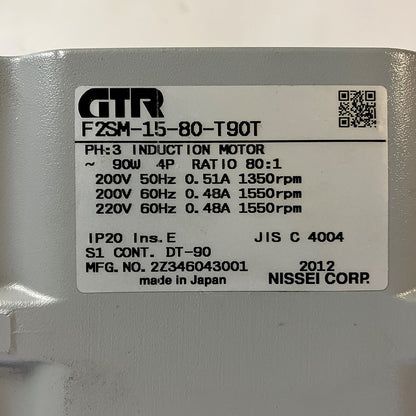 GTR
F2SM-15-80-T90T
PH:3 INDUCTION MOTOR
~ 90W 4P RATIO 80:1
200V 50Hz 0.51A 1350rpm
200V 60Hz 0.48A 1550rpm
220V 60Hz 0.48A 1550rpm
IP20 Ins.E JIS C 4004
S1 CONT. DT-90
MFG.NO. 2Z346043001 2012
made in Japan NISSEI CORP.